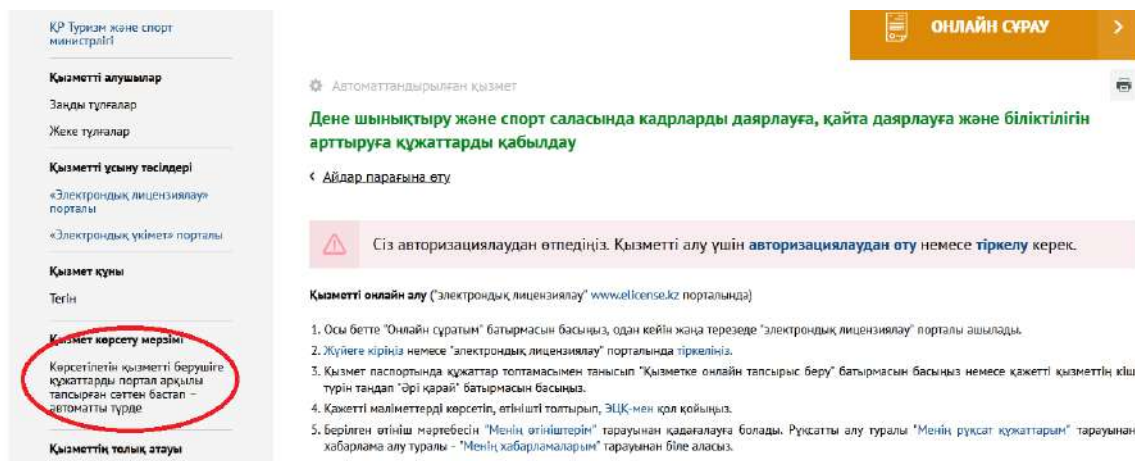 ҚР Туризм және спорт
министрлігі
Қызметті алушылар
Заңды тұлғалар
Жеке тұлғалар
Қызметті ұсыну тәсілдері
«Электрондық лицензиялау»
порталы
«Электрондық үкімет» порталы
Қызмет құны
Тегін
Қызмет көрсету мерзімі
Көрсетілетін қызметті берушіге
құжаттарды портал арқылы
тапсырған сәттен бастап –
автоматты түрде
Қызметтің толық атауы
ОНЛАЙН СҰРАУ
Автоматтандырылған қызмет
Дене шынықтыру және спорт саласында кадрларды даярлауға, қайта даярлауға және біліктілігін
арттыруға құжаттарды қабылдау
Айдар парағына өту
Сіз авторизациялаудан өтпедіңіз. Қызметті алу үшін авторизациялаудан өту немесе тіркелу керек.
Қызметті онлайн алу ("электрондық лицензиялау" www.elicense.kz порталында)
1. Осы бетте "Онлайн сұратым" батырмасын басыңыз, одан кейін жаңа терезеде "электрондық лицензиялау" порталы ашылады.
2. Жүйеге кіріңіз немесе "электрондық лицензиялау" порталында тіркеліңіз.
3. Қызмет паспортында құжаттар топтамасымен танысып "Қызметке онлайн тапсырыс беру" батырмасын басыңыз немесе қажетті қызметтің кіш
түрін таңдап "Әрі қарай" батырмасын басыңыз.
4. Қажетті мәліметтерді көрсетіп, өтінішті толтырып, ЭЦҚ-мен қол қойыңыз.
5. Берілген өтініш мәртебесін "Менің өтініштерім" тарауынан қадағалауға болады. Рұқсатты алу туралы "Менің рұқсат құжаттарым" тарауынан
хабарлама алу туралы - "Менің хабарламаларым" тарауынан біле аласыз.